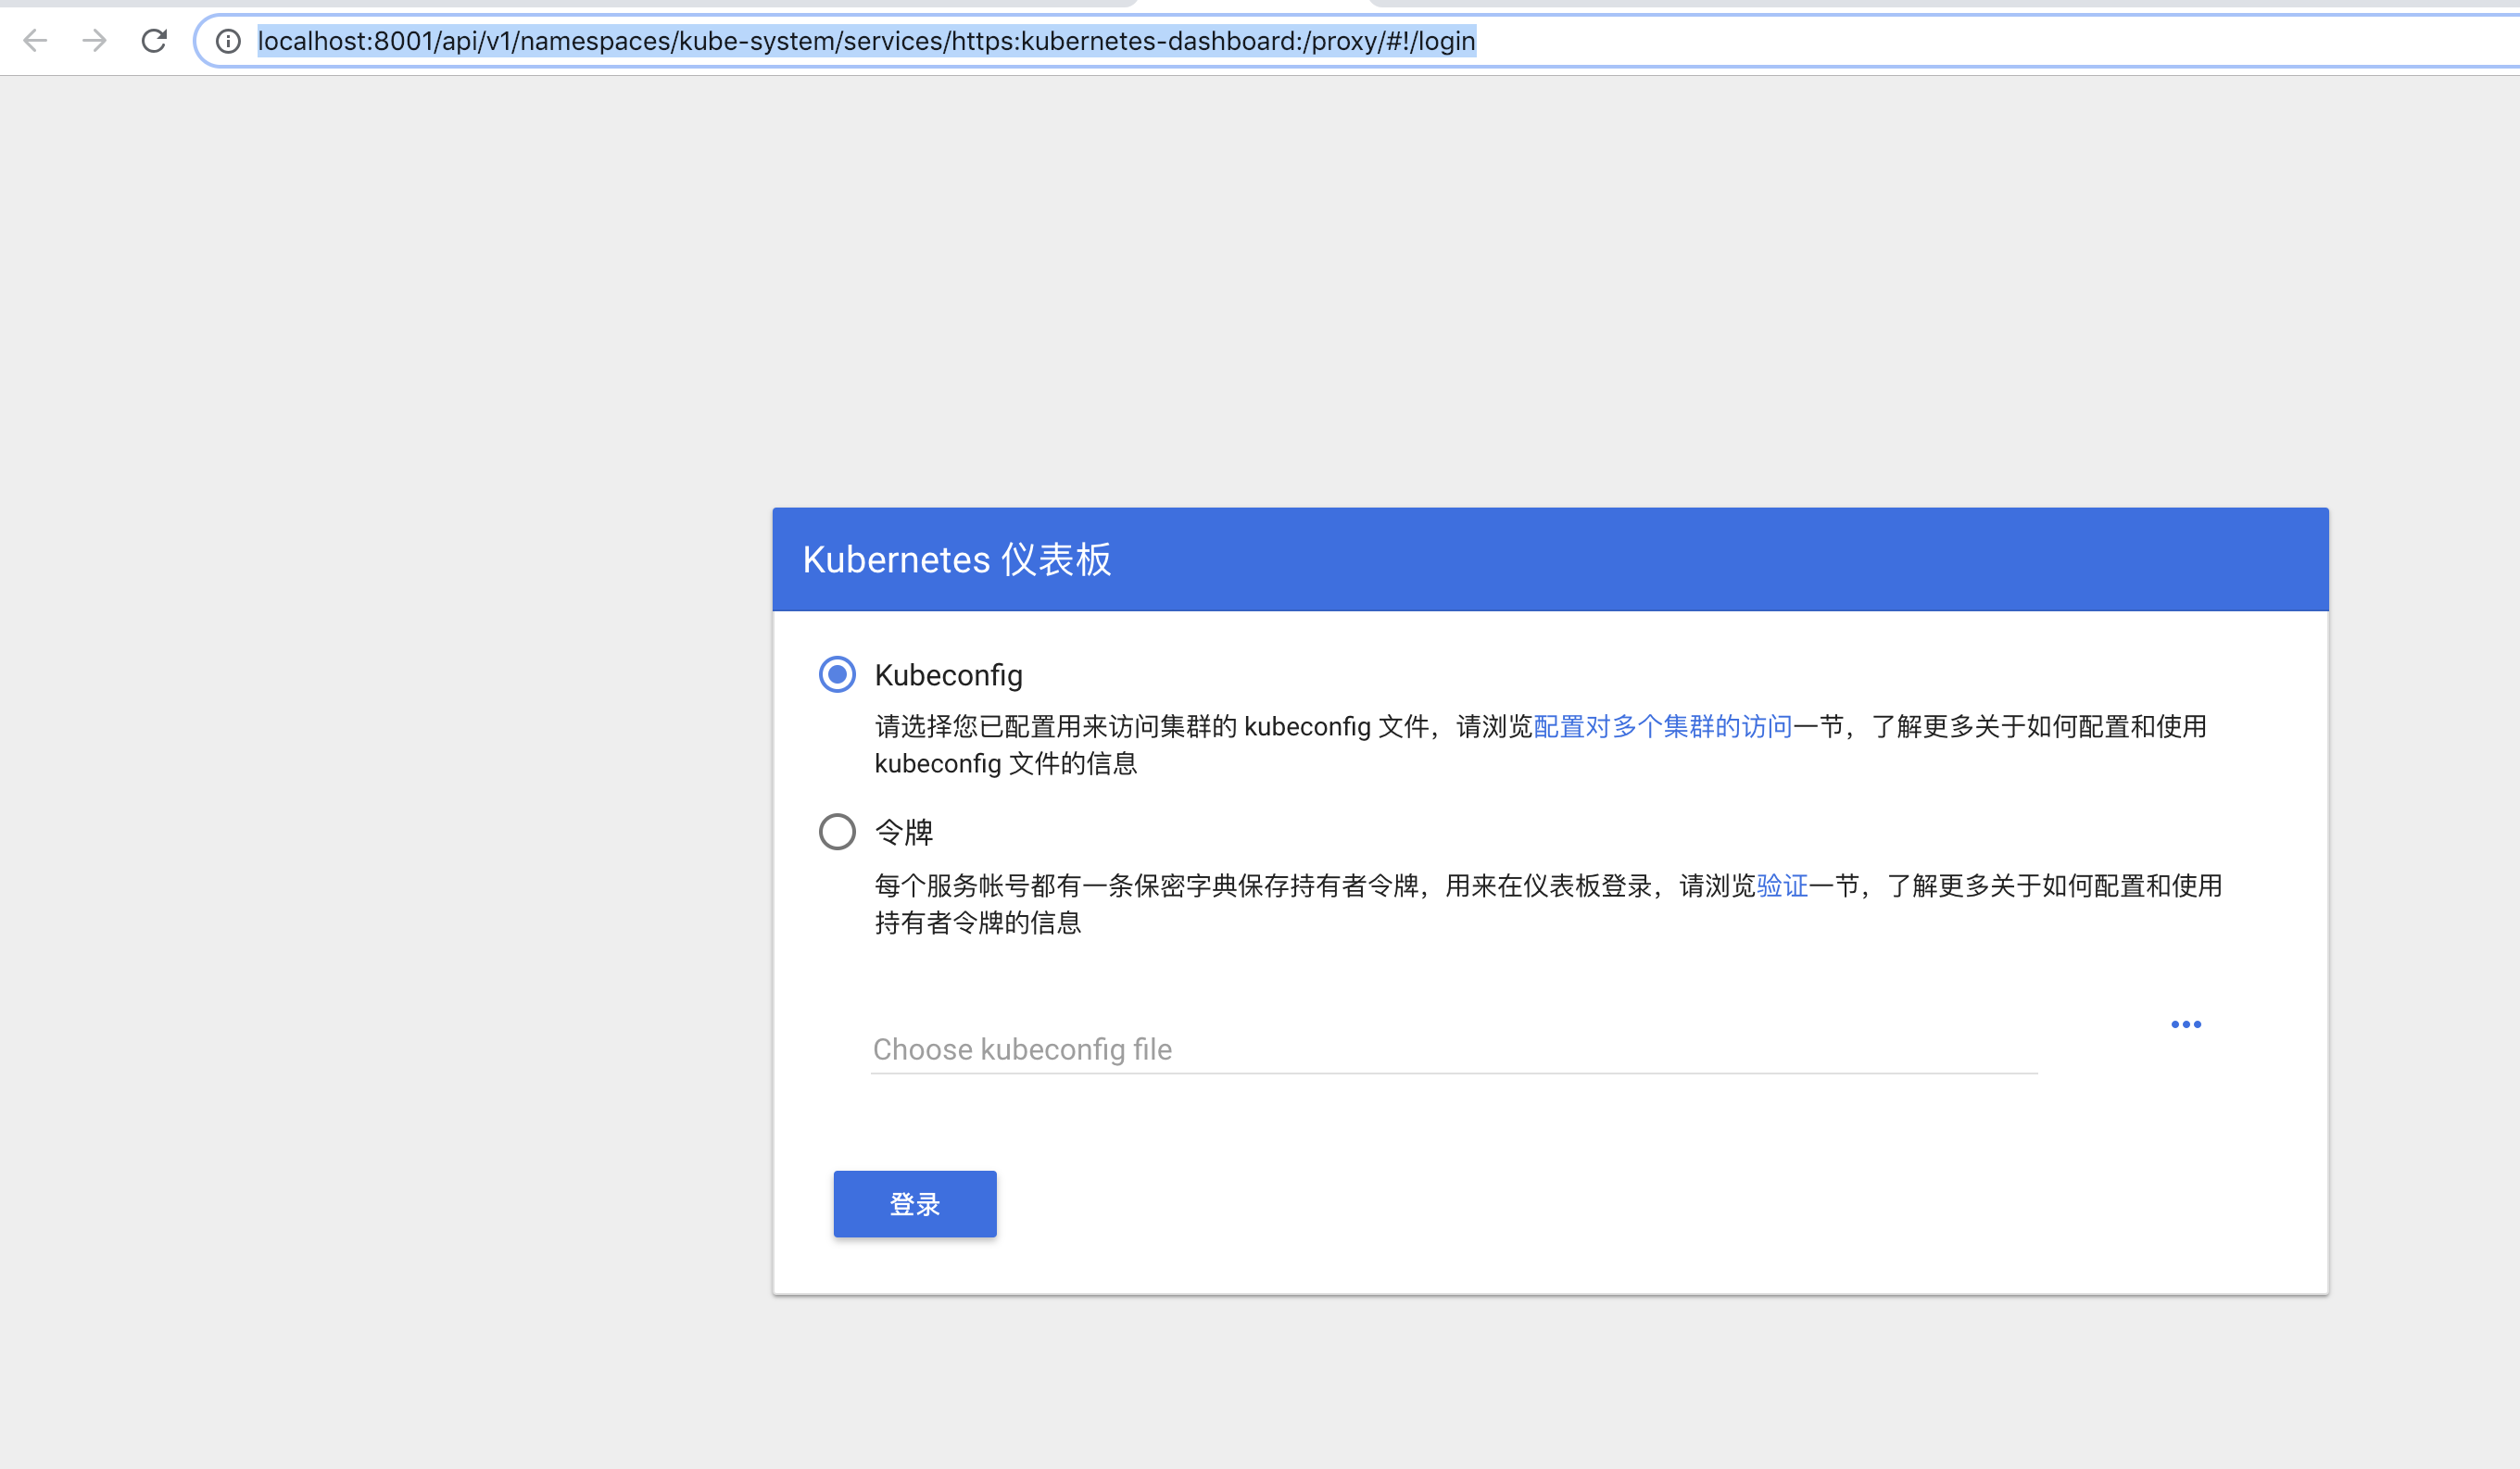 localhost:8001/api/v1/namespaces/kube-system/services/https:kubernetes-dashboard:/proxy/#!/login
Kubernetes 仪表板
Kubeconfig
请选择您已配置用来访问集群的 kubeconfig 文件，请浏览配置对多个集群的访问一节，了解更多关于如何配置和使用
kubeconfig 文件的信息
令牌
每个服务帐号都有一条保密字典保存持有者令牌，用来在仪表板登录，请浏览验证一节，了解更多关于如何配置和使用
持有者令牌的信息
Choose kubeconfig file
登录